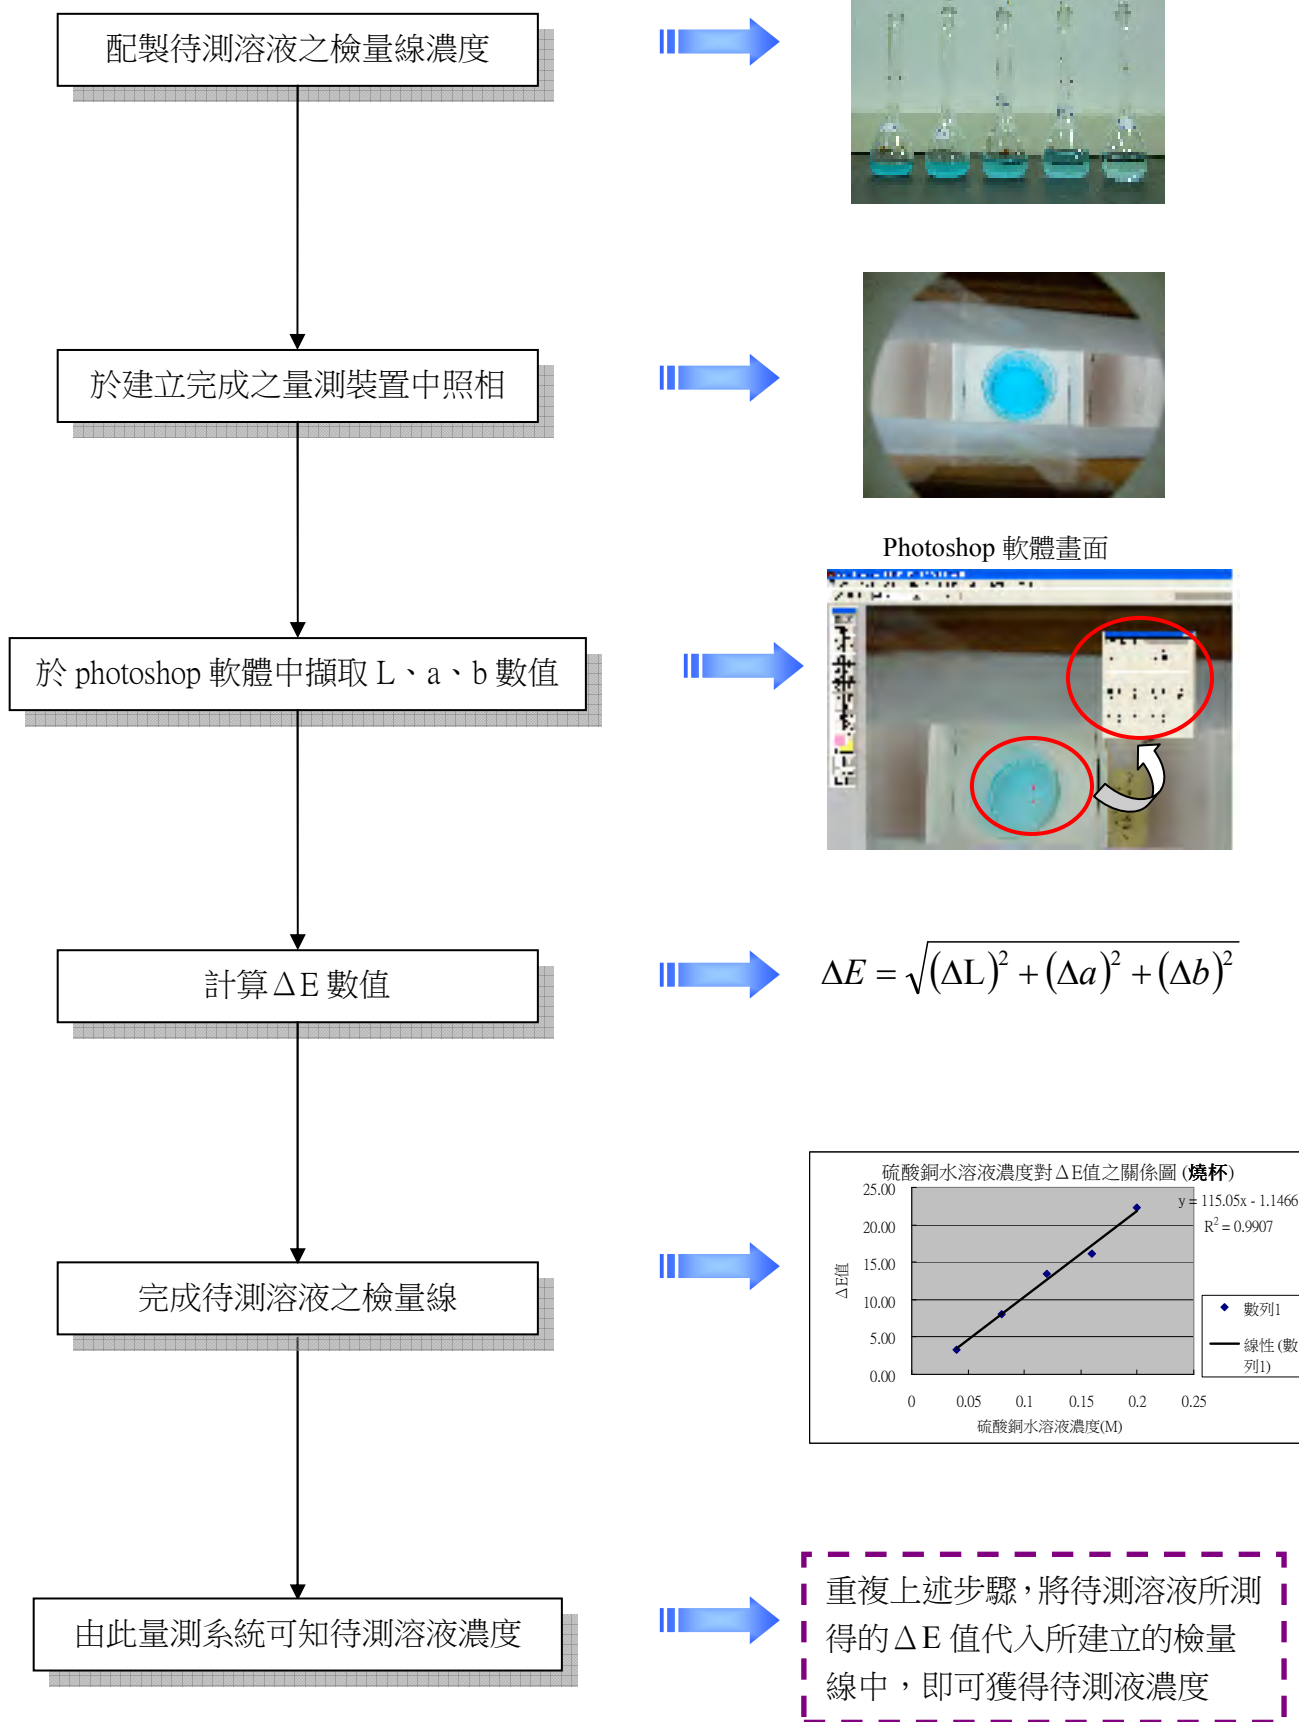 配製待測溶液之檢量線濃度
於建立完成之量測裝置中照相
Photoshop 軟體畫面
於 photoshop 軟體中擷取 L、a、b 數值
計算ΔE 數值
ΔE = √(ΔL)² + (Δa)² + (Δb)²
硫酸銅水溶液濃度對ΔE值之關係圖 (燒杯)
y = 115.05x - 1.1466
R² = 0.9907
25.00
20.00
15.00
10.00
5.00
0.00
ΔE值
0 0.05 0.1 0.15 0.2 0.25
硫酸銅水溶液濃度(M)
數列1
線性 (數
列1)
完成待測溶液之檢量線
由此量測系統可知待測溶液濃度
重複上述步驟，將待測溶液所測
得的ΔE 值代入所建立的檢量
線中，即可獲得待測液濃度